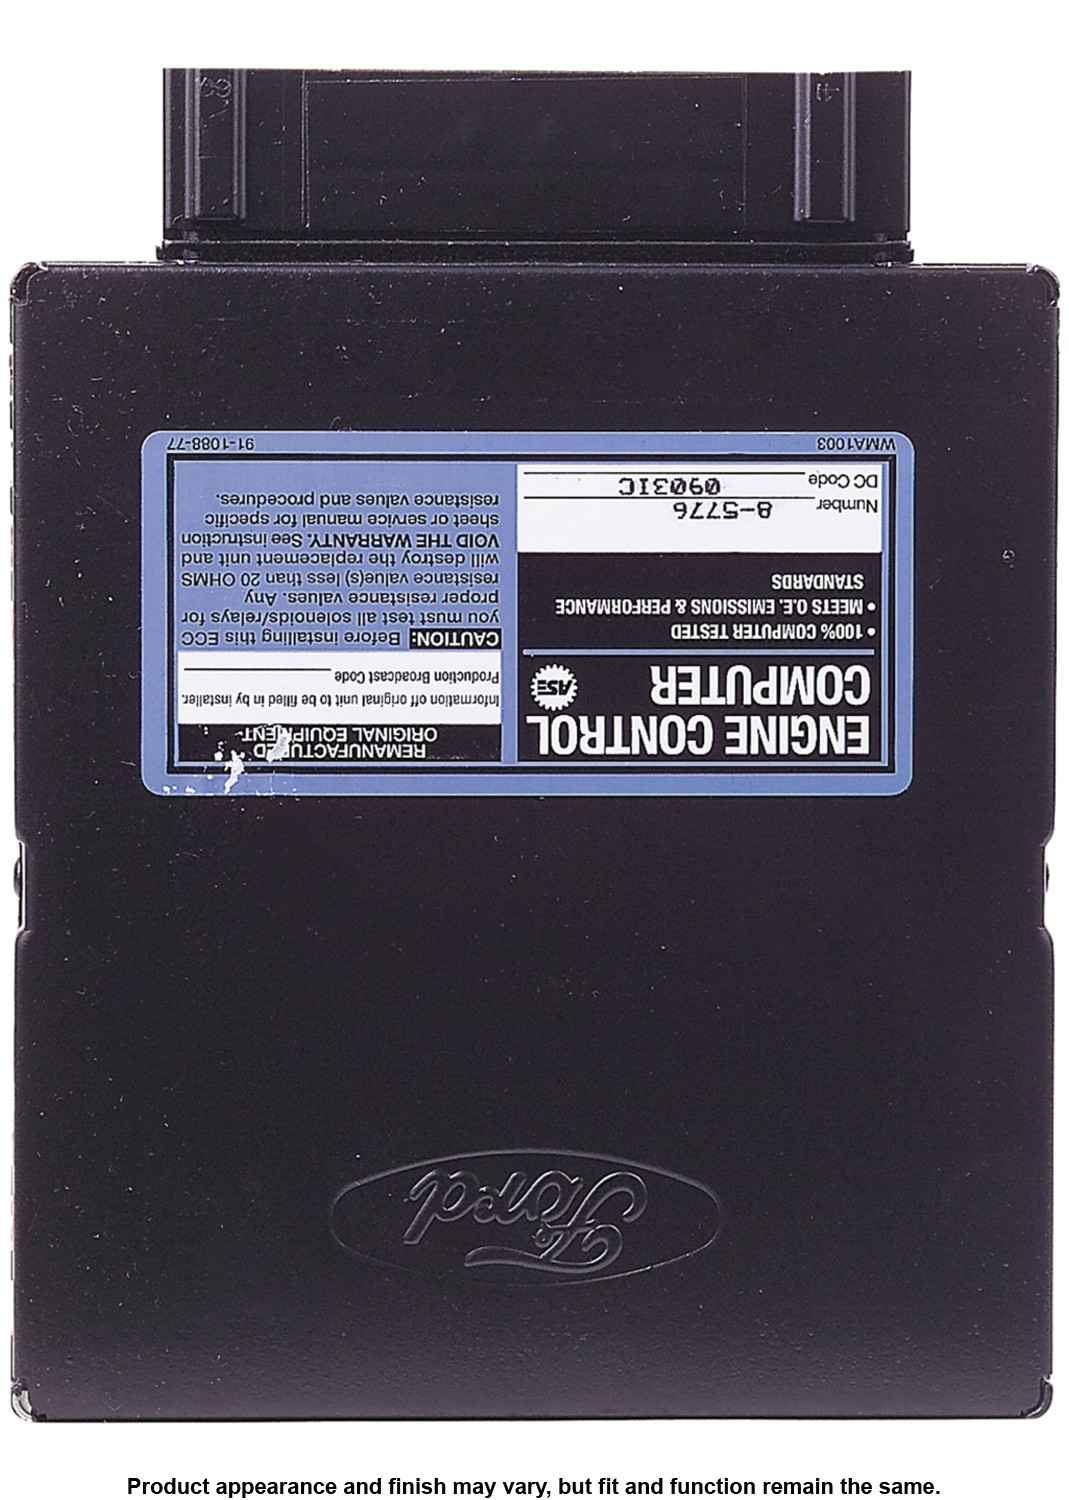 ENGINE CONTROL
COMPUTER
ASE
• 100% COMPUTER TESTED
• MEETS O.E. EMISSIONS & PERFORMANCE
STANDARDS
Number 8-5776
DC Code 09031C
WMA1003
REMANUFACTURED
ORIGINAL EQUIPMENT
Information off original unit to be filled in by installer.
Production Broadcast Code
CAUTION: Before installing this ECC
you must test all solenoids/relays for
proper resistance values. Any
resistance value(s) less than 20 OHMS
will destroy the replacement unit and
VOID THE WARRANTY. See instruction
sheet or service manual for specific
resistance values and procedures.
91-1088-77
Ford
Product appearance and finish may vary, but fit and function remain the same.